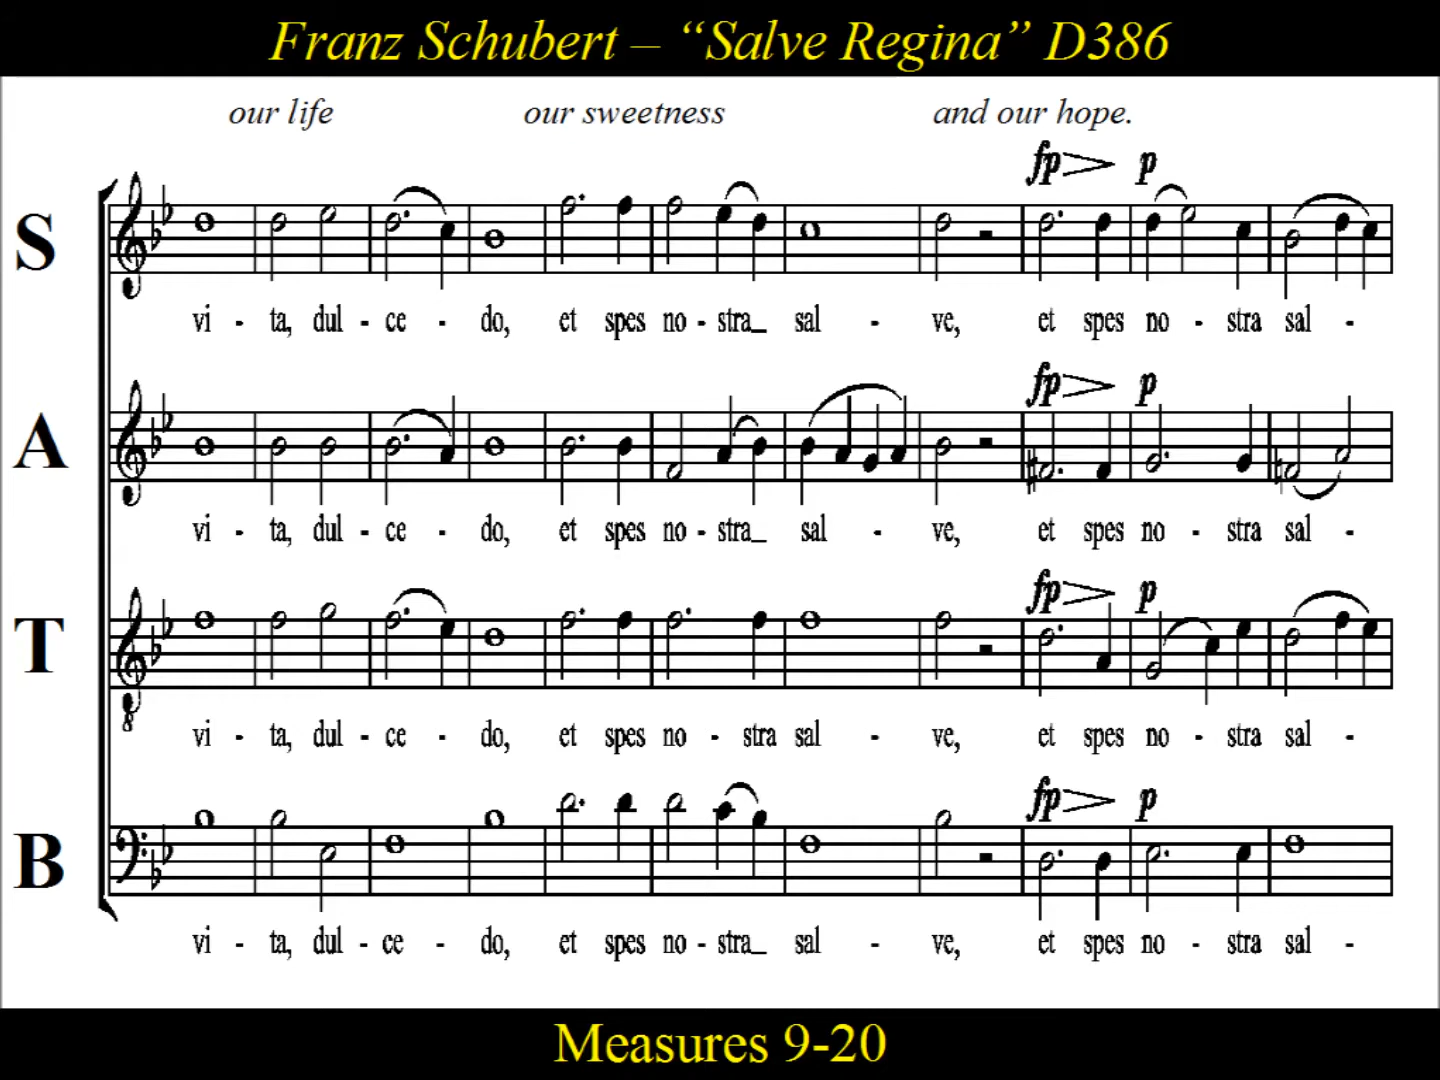 Franz Schubert – “Salve Regina” D386
our life our sweetness and our hope.
fp p
S
vi - ta, dul - ce - do, et spes no - stra_ sal - ve, et spes no - stra sal -
fp p
A
vi - ta, dul - ce - do, et spes no - stra_ sal - ve, et spes no - stra sal -
fp p
T
8
vi - ta, dul - ce - do, et spes no - stra sal - ve, et spes no - stra sal -
fp p
B
vi - ta, dul - ce - do, et spes no - stra_ sal - ve, et spes no - stra sal -
Measures 9-20